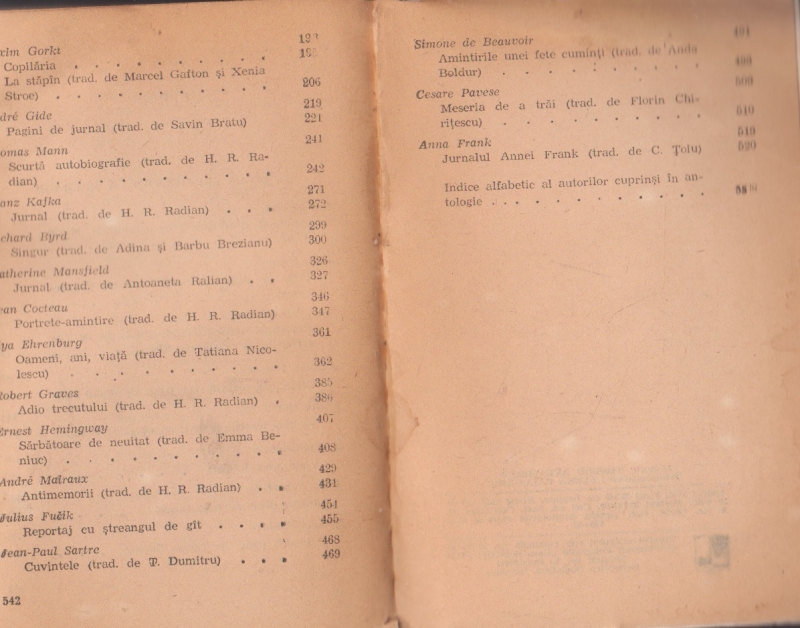 xim Gorki
Copilăria . . . . . . . .
La stăpîn (trad. de Marcel Gafton şi Xenia
Stroe) . . . . . . . . . 206
219
dré Gide 221
Pagini de jurnal (trad. de Savin Bratu)
241
omas Mann
Scurtă autobiografie (trad. de H. R. Ra-
dian) . . . . . . . . . 242
271
anz Kafka 272
Jurnal (trad. de H. R. Radian) . . .
299
chard Byrd 300
Singur (trad. de Adina şi Barbu Brezianu)
326
atherine Mansfield 327
Jurnal (trad. de Antoaneta Ralian) . .
346
an Cocteau 347
Portrete-amintire (trad. de H. R. Radian)
361
ya Ehrenburg
Oameni, ani, viaţă (trad. de Tatiana Nico-
lescu) . . . . . . . . 362
385
Robert Graves 386
Adio trecutului (trad. de H. R. Radian) .
407
Ernest Hemingway
Sărbătoare de neuitat (trad. de Emma Be-
niuc) . . . . . . . . . 408
429
André Malraux 431
Antimemorii (trad. de H. R. Radian) . .
454
Julius Fučik 455
Reportaj cu ştreangul de gît . . . .
468
Jean-Paul Sartre 469
Cuvintele (trad. de T. Dumitru) . . .
542
Simone de Beauvoir 491
Amintirile unei fete cuminţi (trad. de Anda
Boldur) . . . . . . . .
Cesare Pavese
Meseria de a trăi (trad. de Florin Chi-
riţescu) . . . . . . . . 510
519
Anna Frank 520
Jurnalul Annei Frank (trad. de C. Ţoiu)
Indice alfabetic al autorilor cuprinşi în an-
tologie . . . . . . . . .